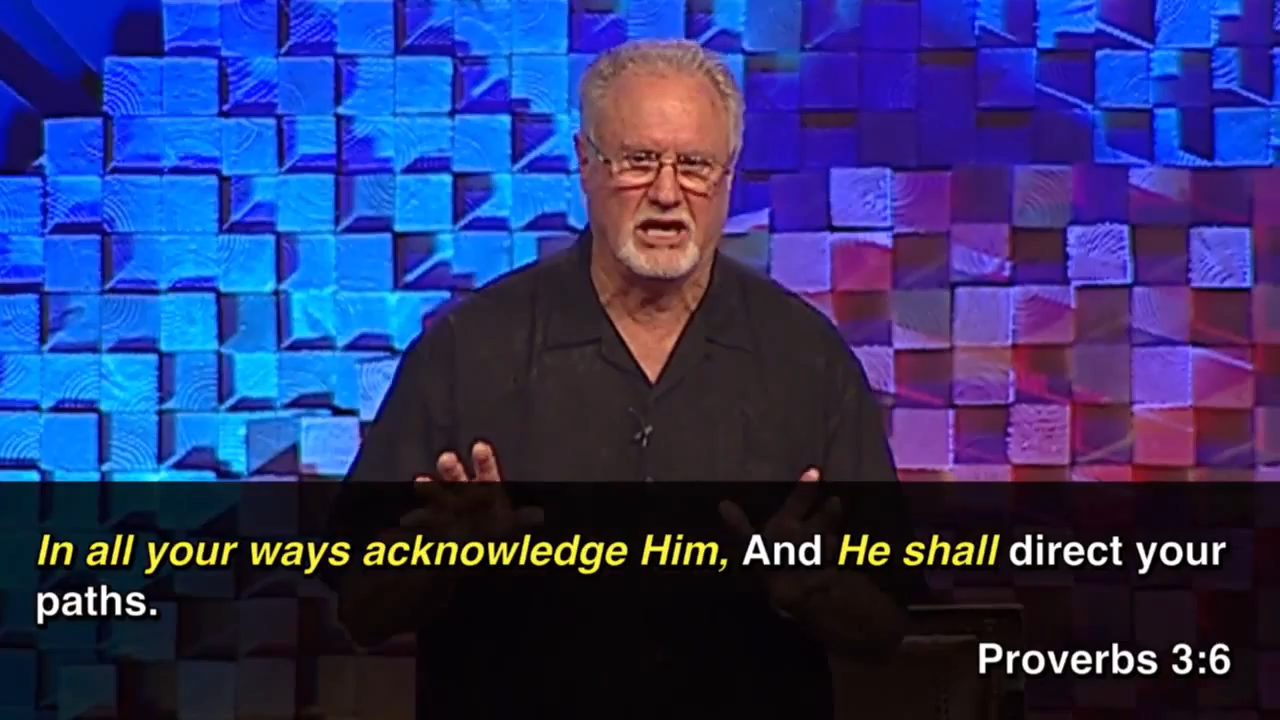 In all your ways acknowledge Him, And He shall direct your
paths.
Proverbs 3:6